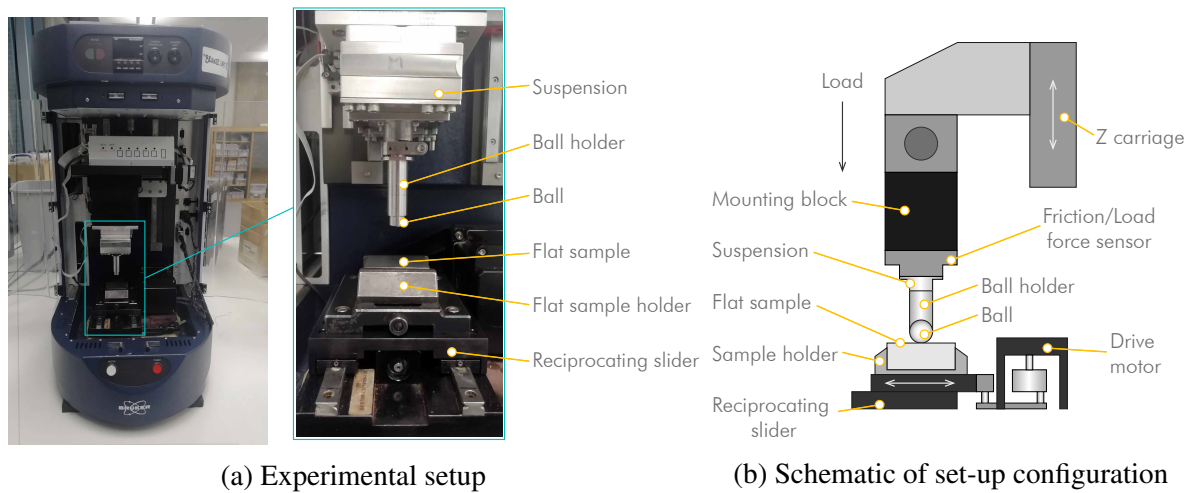 BRUKER
Suspension
Ball holder
Ball
Flat sample
Flat sample holder
Reciprocating slider
(a) Experimental setup
Load
Z carriage
Mounting block
Friction/Load
force sensor
Suspension
Ball holder
Flat sample
Ball
Sample holder
Drive
motor
Reciprocating
slider
(b) Schematic of set-up configuration